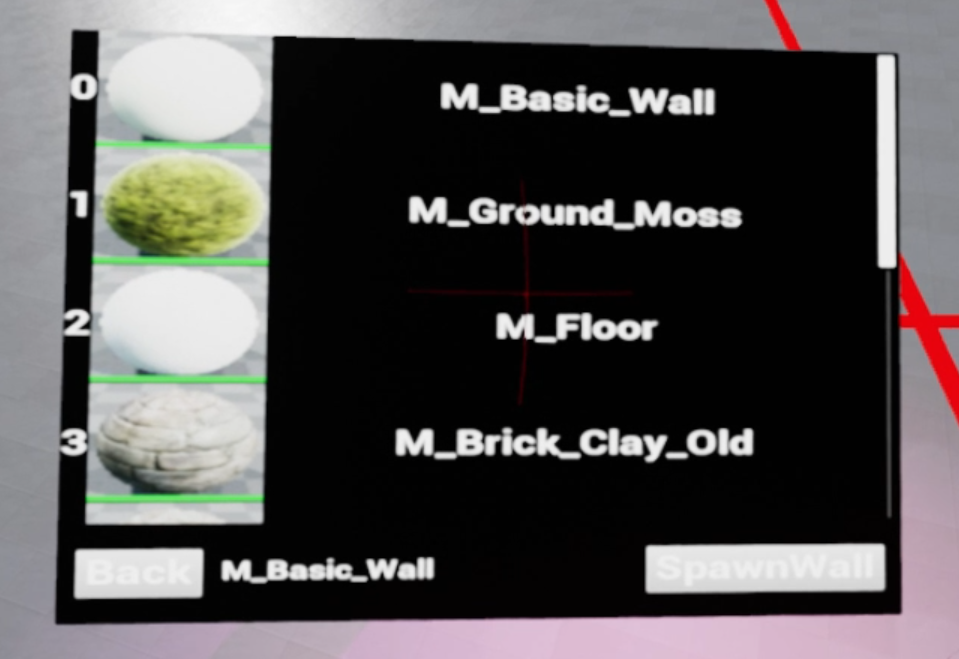 0 M_Basic_Wall
1 M_Ground_Moss
2 M_Floor
3 M_Brick_Clay_Old
Back M_Basic_Wall SpawnWall